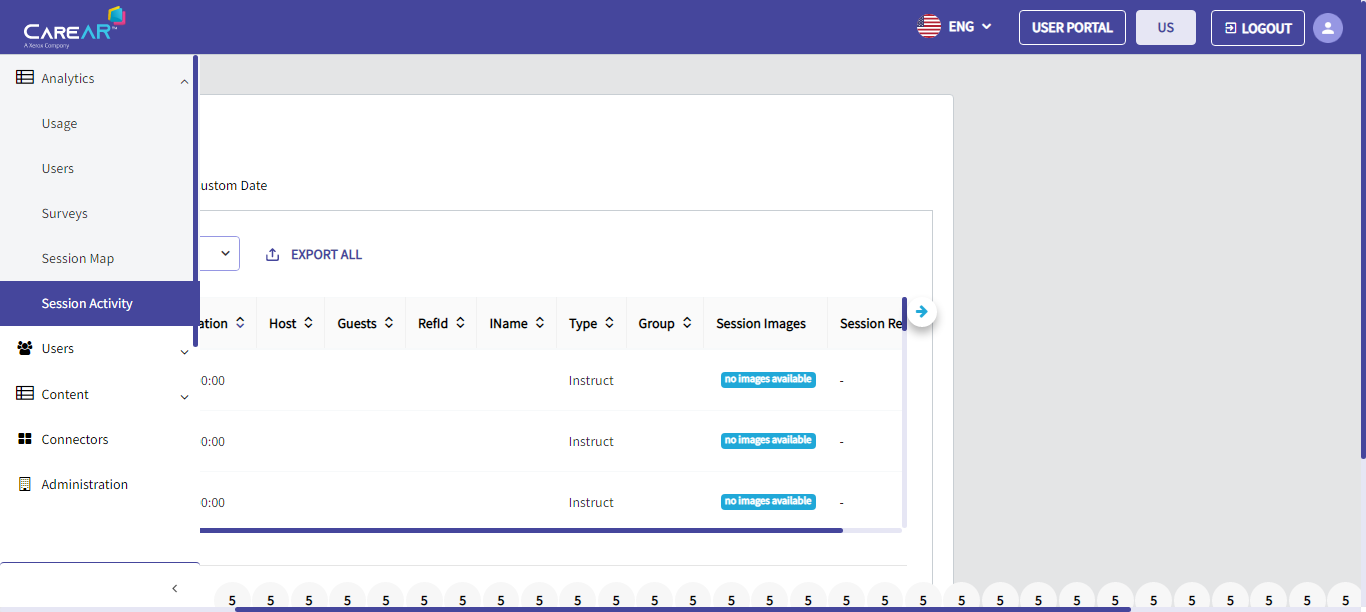 CAREAR™
A Xerox Company
ENG
USER PORTAL
US
LOGOUT
Analytics
Usage
Users
Surveys
Session Map
Session Activity
Users
Content
Connectors
Administration
ustom Date
EXPORT ALL
ation Host Guests RefId IName Type Group Session Images Session Re
0:00 Instruct no images available -
0:00 Instruct no images available -
0:00 Instruct no images available -
5 5 5 5 5 5 5 5 5 5 5 5 5 5 5 5 5 5 5 5 5 5 5 5 5 5 5 5 5 5